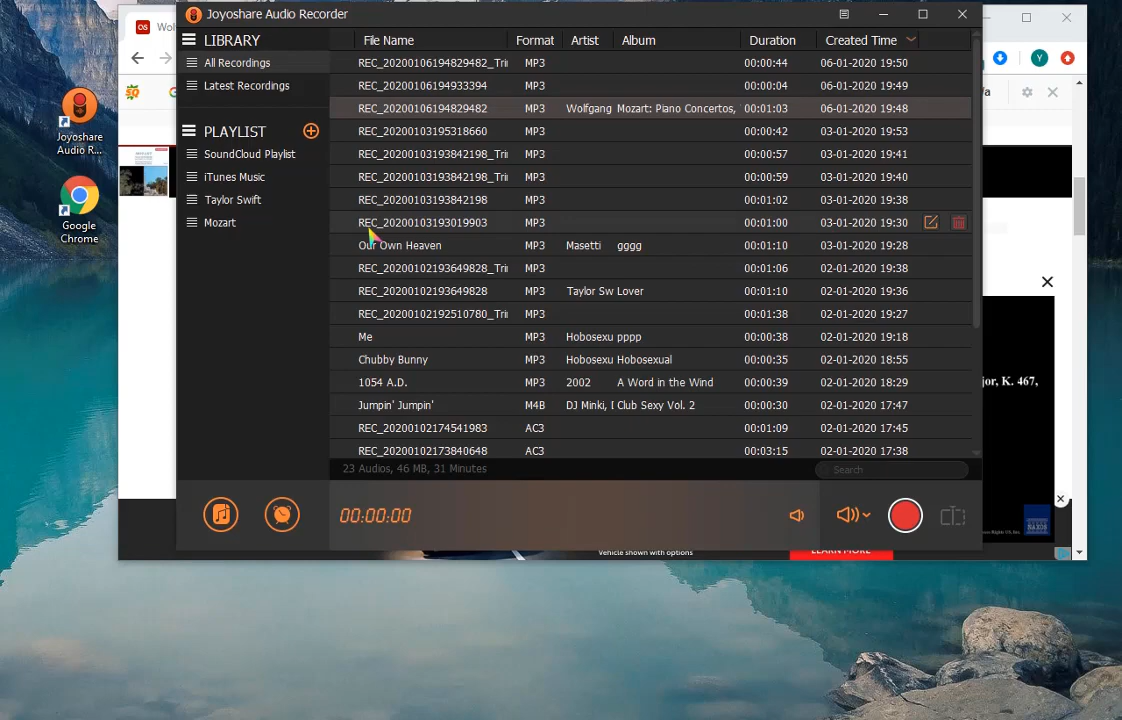 Joyoshare Audio Recorder
LIBRARY
All Recordings
Latest Recordings
PLAYLIST
SoundCloud Playlist
iTunes Music
Taylor Swift
Mozart
File Name Format Artist Album Duration Created Time
REC_20200106194829482_Tri MP3 00:00:44 06-01-2020 19:50
REC_20200106194933394 MP3 00:00:04 06-01-2020 19:49
REC_20200106194829482 MP3 Wolfgang Mozart: Piano Concertos, 00:01:03 06-01-2020 19:48
REC_20200103195318660 MP3 00:00:42 03-01-2020 19:53
REC_20200103193842198_Tri MP3 00:00:57 03-01-2020 19:41
REC_20200103193842198_Tri MP3 00:00:59 03-01-2020 19:40
REC_20200103193842198 MP3 00:01:02 03-01-2020 19:38
REC_20200103193019903 MP3 00:01:00 03-01-2020 19:30
Our Own Heaven MP3 Masetti gggg 00:01:10 03-01-2020 19:28
REC_20200102193649828_Tri MP3 00:01:06 02-01-2020 19:38
REC_20200102193649828 MP3 Taylor Sw Lover 00:01:10 02-01-2020 19:36
REC_20200102192510780_Tri MP3 00:01:38 02-01-2020 19:27
Me MP3 Hobosexu pppp 00:00:38 02-01-2020 19:18
Chubby Bunny MP3 Hobosexu Hobosexual 00:00:35 02-01-2020 18:55
1054 A.D. MP3 2002 A Word in the Wind 00:00:39 02-01-2020 18:29
Jumpin' Jumpin' M4B DJ Minki, I Club Sexy Vol. 2 00:00:30 02-01-2020 17:47
REC_20200102174541983 AC3 00:01:09 02-01-2020 17:45
REC_20200102173840648 AC3 00:03:15 02-01-2020 17:38
23 Audios, 46 MB, 31 Minutes
Search
00:00:00
Joyoshare
Audio R...
Google
Chrome
OS
Wol
SQ
Y
jor, K. 467,
NAXOS
Vehicle shown with options
LEARN MORE